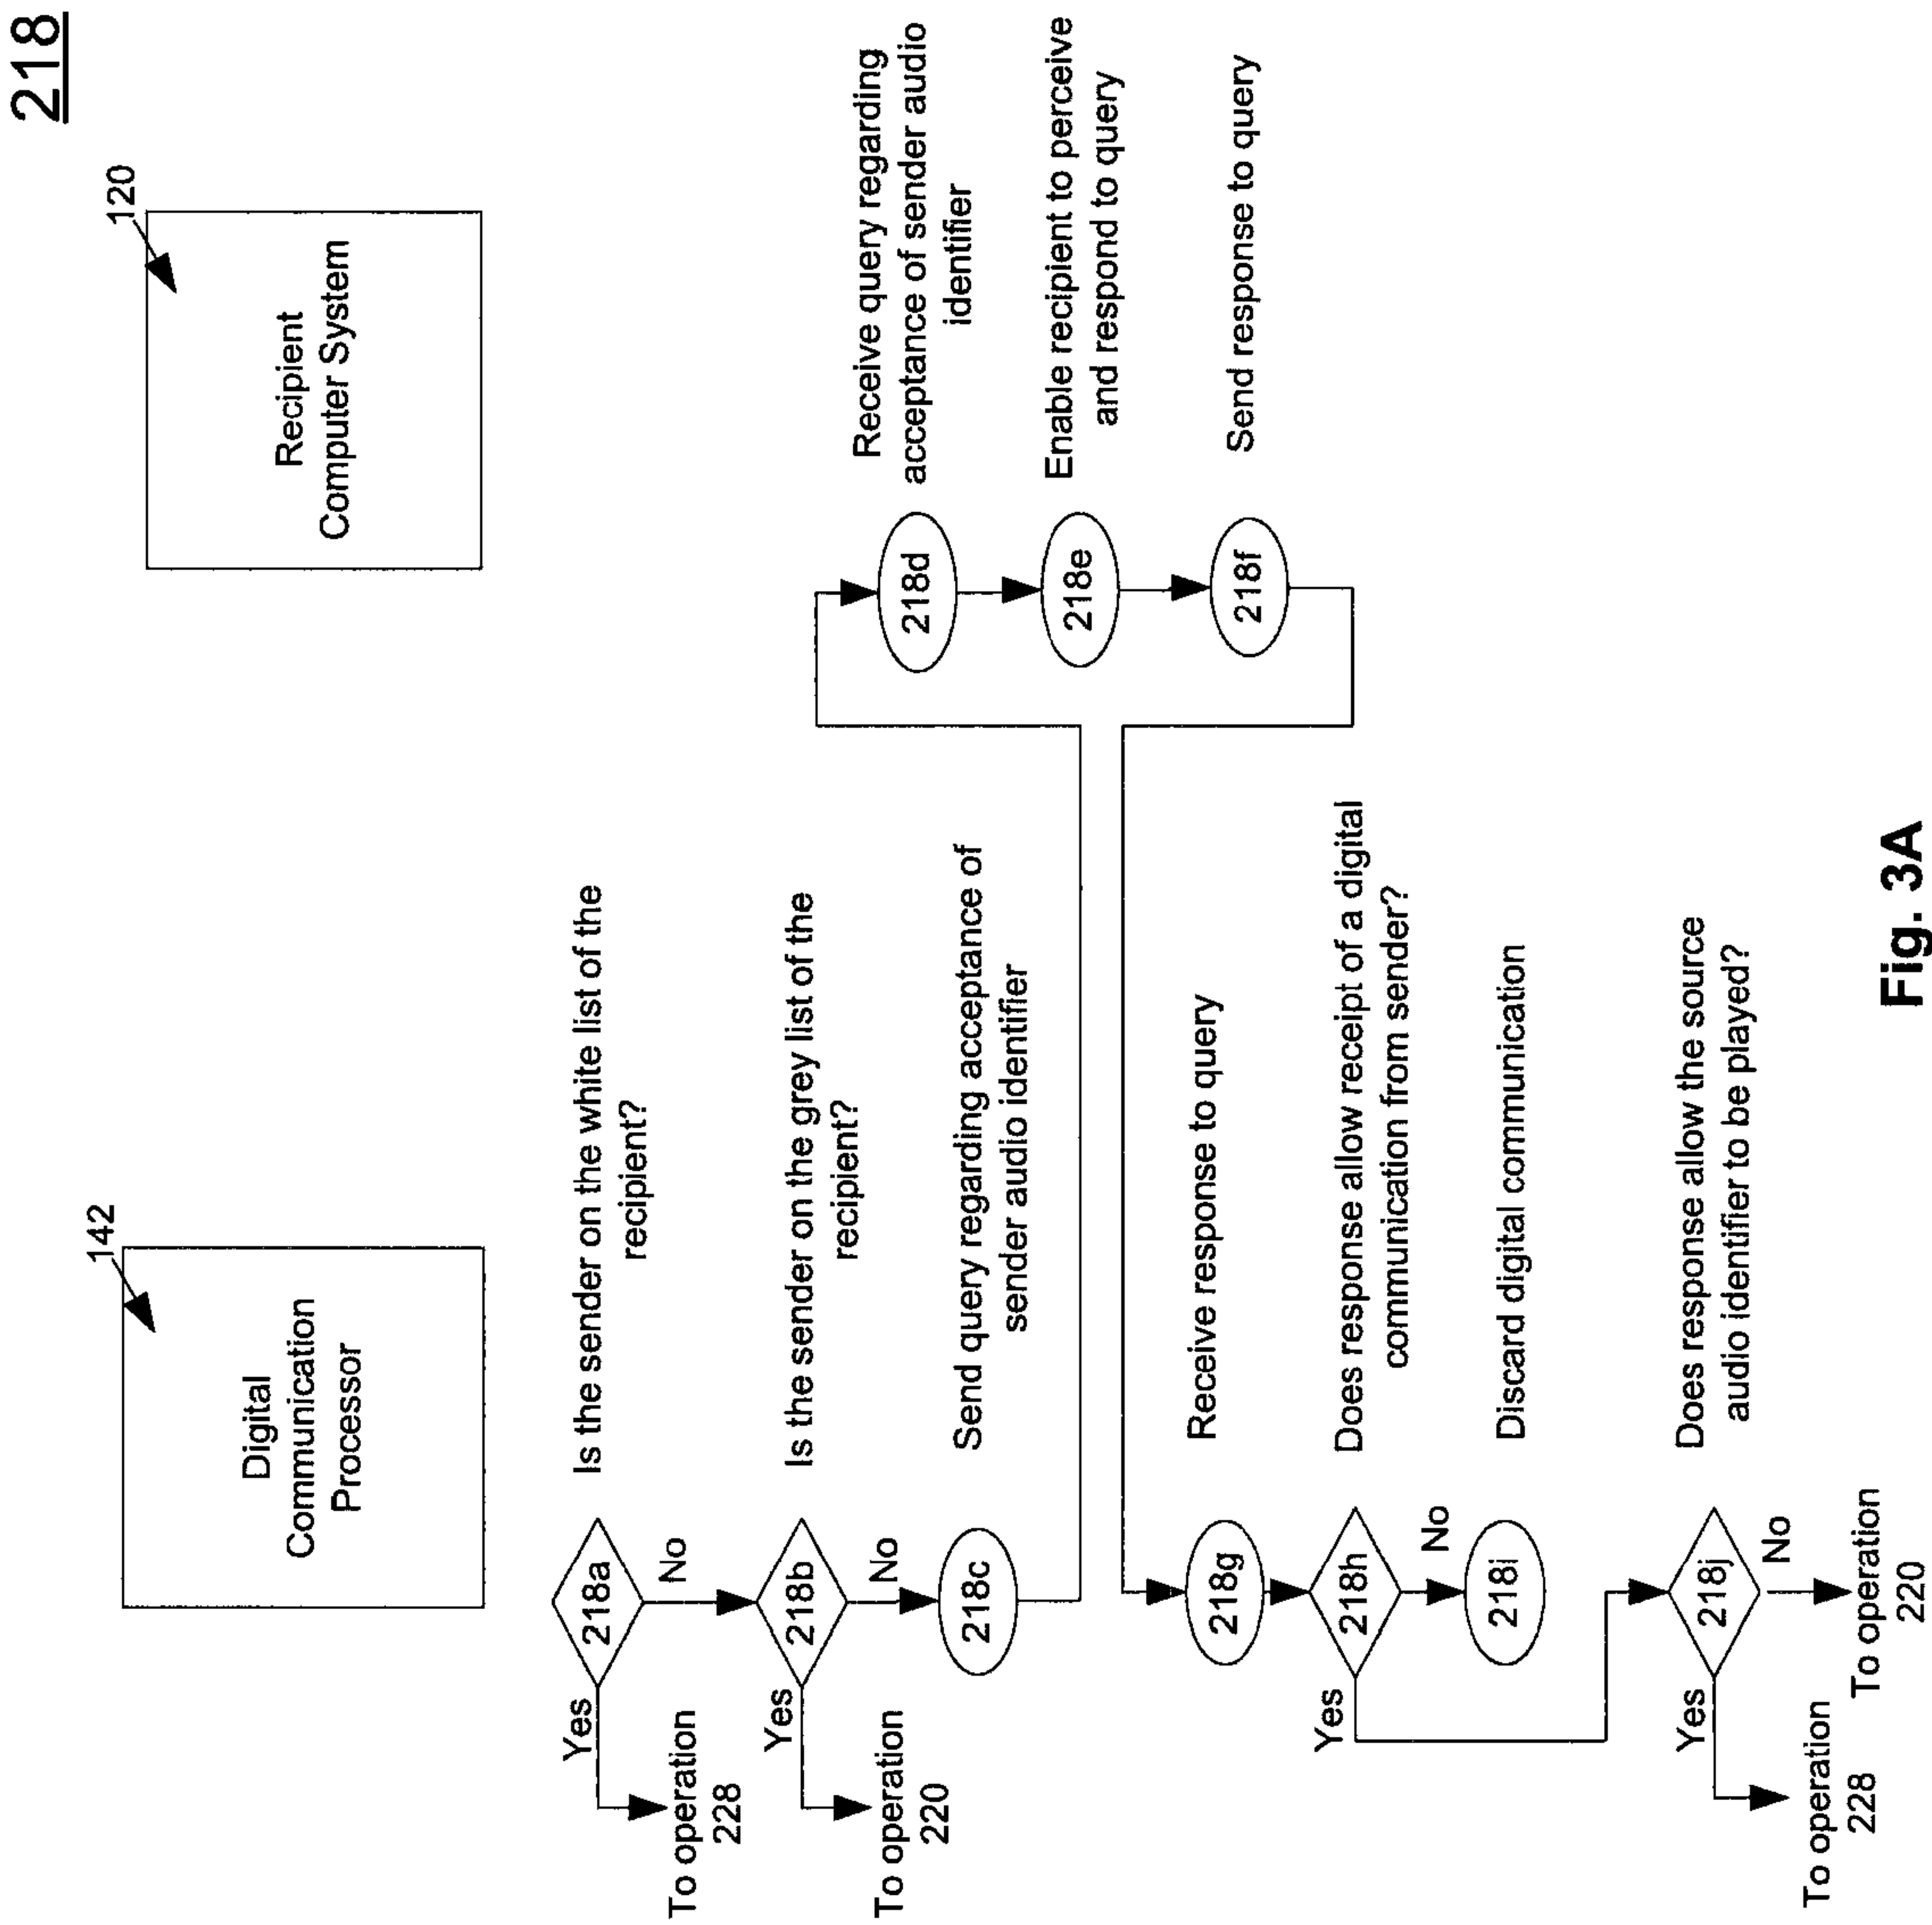 218
142
Digital
Communication
Processor
120
Recipient
Computer System
218a
Is the sender on the white list of the
recipient?
Yes
No
To operation
228
218b
Is the sender on the grey list of the
recipient?
Yes
No
To operation
220
218c
Send query regarding acceptance of
sender audio identifier
218d
Receive query regarding
acceptance of sender audio
identifier
218e
Enable recipient to perceive
and respond to query
218f
Send response to query
218g
Receive response to query
218h
Does response allow receipt of a digital
communication from sender?
Yes
No
218i
Discard digital communication
218j
Does response allow the source
audio identifier to be played?
Yes
No
To operation
228
To operation
220
Fig. 3A